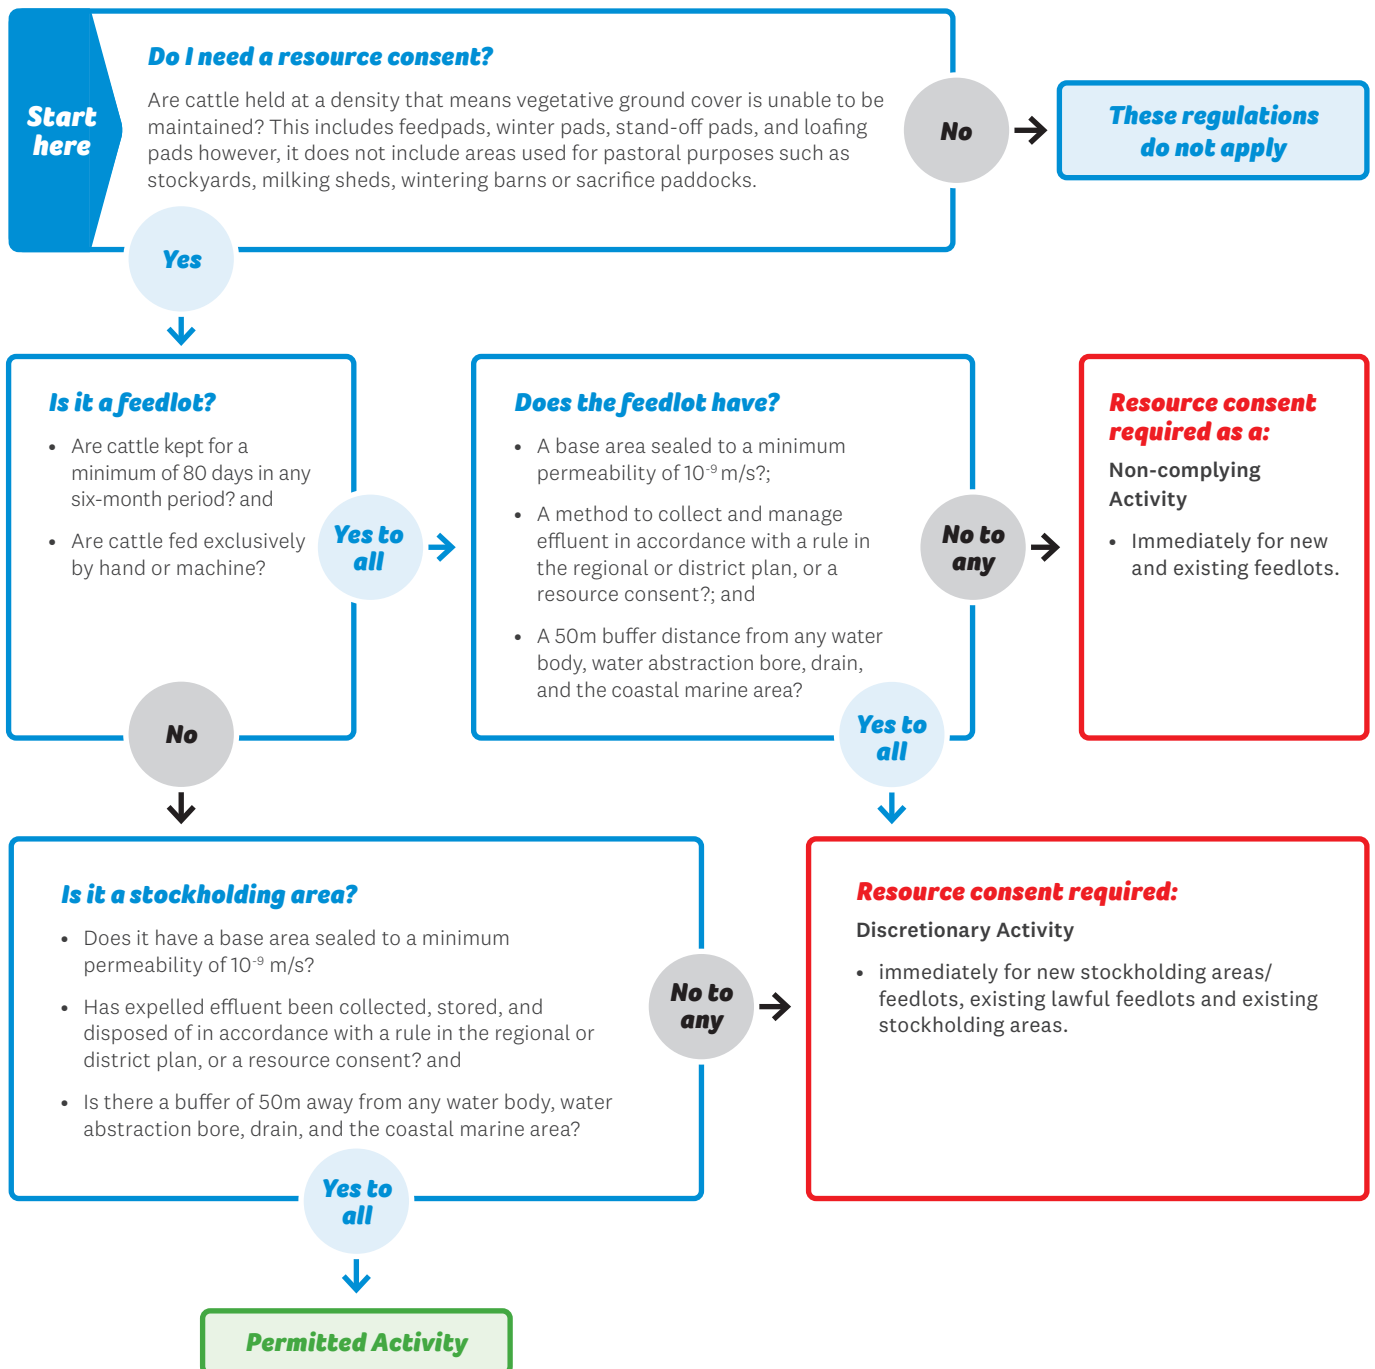 Start
here
Do I need a resource consent?
Are cattle held at a density that means vegetative ground cover is unable to be
maintained? This includes feedpads, winter pads, stand-off pads, and loafing
pads however, it does not include areas used for pastoral purposes such as
stockyards, milking sheds, wintering barns or sacrifice paddocks.
No
These regulations
do not apply
Yes
Is it a feedlot?
• Are cattle kept for a
minimum of 80 days in any
six-month period? and
• Are cattle fed exclusively
by hand or machine?
Yes to
all
No
Does the feedlot have?
• A base area sealed to a minimum
permeability of 10⁻⁹ m/s?;
• A method to collect and manage
effluent in accordance with a rule in
the regional or district plan, or a
resource consent?; and
• A 50m buffer distance from any water
body, water abstraction bore, drain,
and the coastal marine area?
No to
any
Yes to
all
Resource consent
required as a:
Non-complying
Activity
• Immediately for new
and existing feedlots.
Is it a stockholding area?
• Does it have a base area sealed to a minimum
permeability of 10⁻⁹ m/s?
• Has expelled effluent been collected, stored, and
disposed of in accordance with a rule in the regional or
district plan, or a resource consent? and
• Is there a buffer of 50m away from any water body, water
abstraction bore, drain, and the coastal marine area?
No to
any
Yes to
all
Resource consent required:
Discretionary Activity
• immediately for new stockholding areas/
feedlots, existing lawful feedlots and existing
stockholding areas.
Permitted Activity